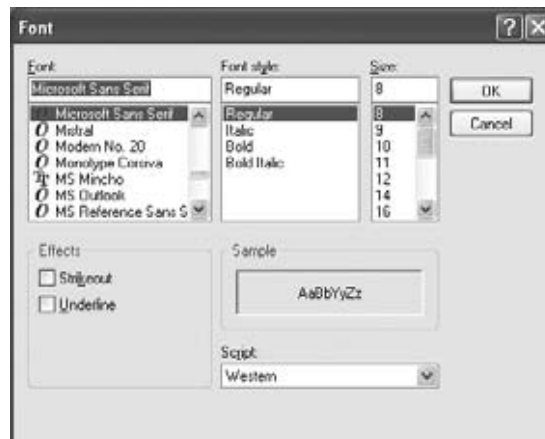 Font
Font:
Microsoft Sans Serif
Microsoft Sans Serif
Mistral
Modern No. 20
Monotype Corsiva
MS Mincho
MS Outlook
MS Reference Sans S
Font style:
Regular
Regular
Italic
Bold
Bold Italic
Size:
8
8
9
10
11
12
14
16
OK
Cancel
Effects
Strikeout
Underline
Sample
AaBbYyZz
Script:
Western